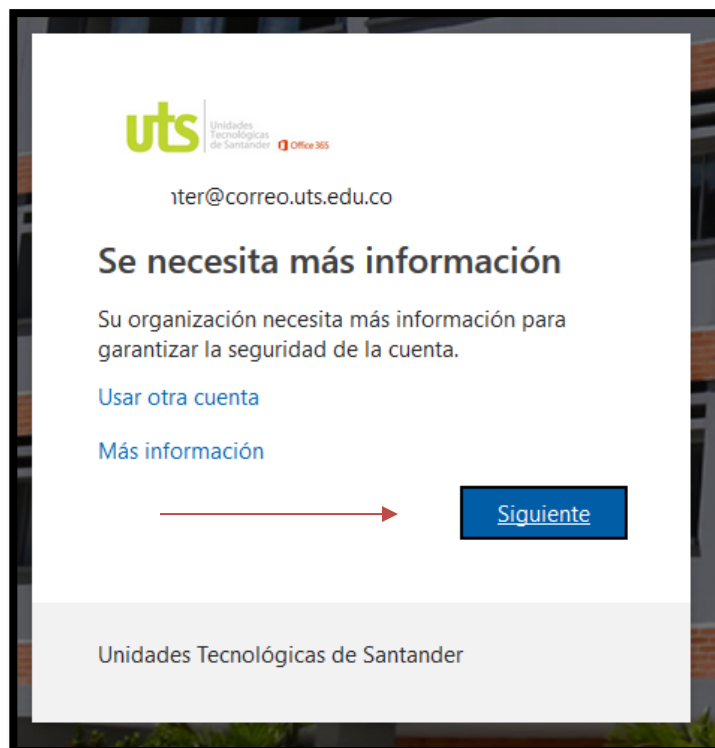 uts
Unidades
Tecnológicas
de Santander
Office 365
nter@correo.uts.edu.co
Se necesita más información
Su organización necesita más información para
garantizar la seguridad de la cuenta.
Usar otra cuenta
Más información
Siguiente
Unidades Tecnológicas de Santander